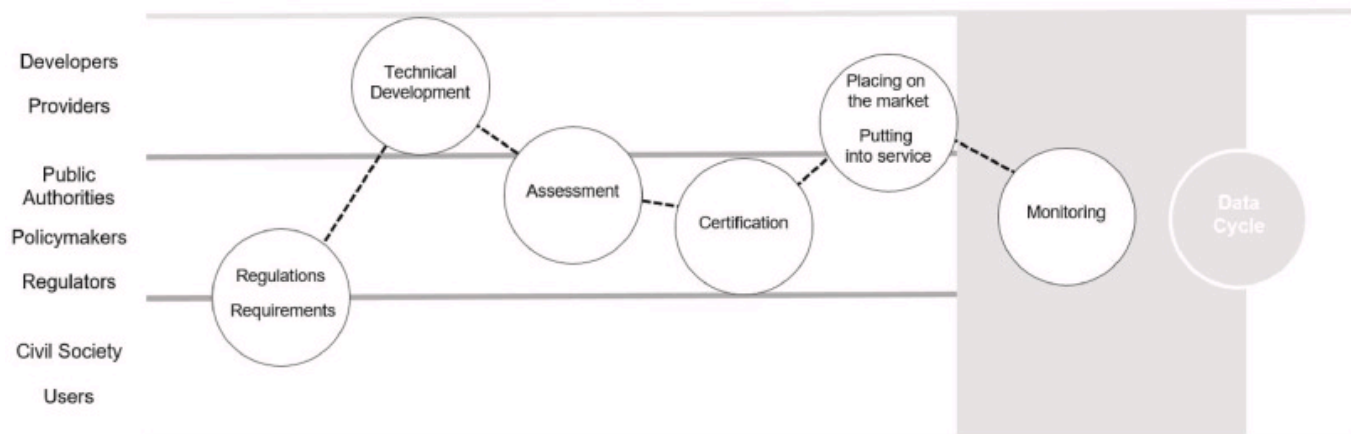 Developers
Providers
Public
Authorities
Policymakers
Regulators
Civil Society
Users
Regulations
Requirements
Technical
Development
Assessment
Certification
Placing on
the market
Putting
into service
Monitoring
Data
Cycle